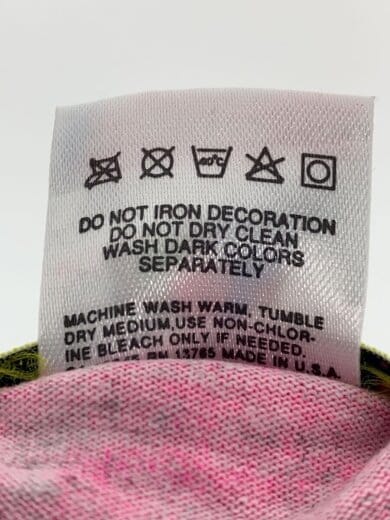 40°C
DO NOT IRON DECORATION
DO NOT DRY CLEAN
WASH DARK COLORS
SEPARATELY
MACHINE WASH WARM, TUMBLE
DRY MEDIUM,USE NON-CHLOR-
INE BLEACH ONLY IF NEEDED.
RN 13765 MADE IN U.S.A.